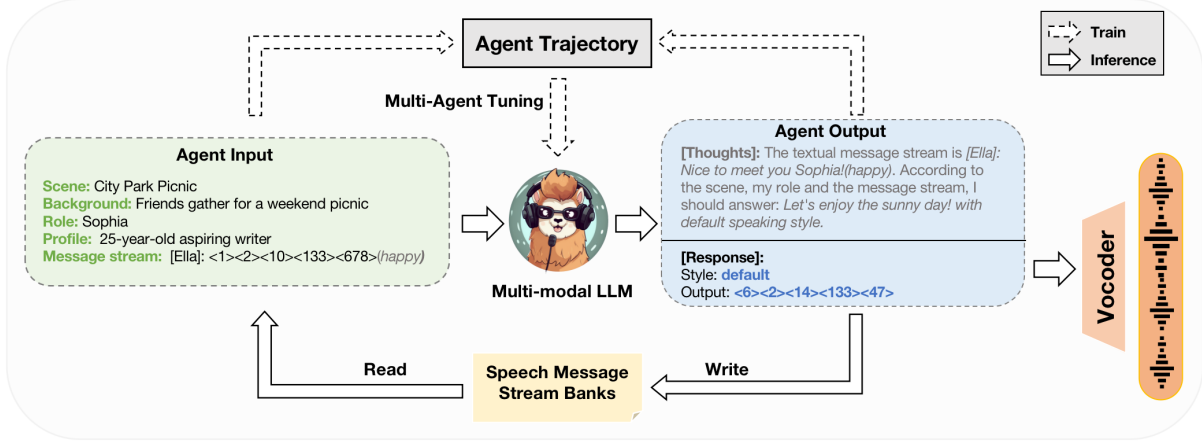 Agent Trajectory
Train
Inference
Multi-Agent Tuning
Agent Input
Scene: City Park Picnic
Background: Friends gather for a weekend picnic
Role: Sophia
Profile: 25-year-old aspiring writer
Message stream: [Ella]: <1><2><10><133><678>(happy)
Multi-modal LLM
Agent Output
[Thoughts]: The textual message stream is [Ella]:
Nice to meet you Sophia!(happy). According to
the scene, my role and the message stream, I
should answer: Let's enjoy the sunny day! with
default speaking style.
[Response]:
Style: default
Output: <6><2><14><133><47>
Vocoder
Read
Speech Message
Stream Banks
Write